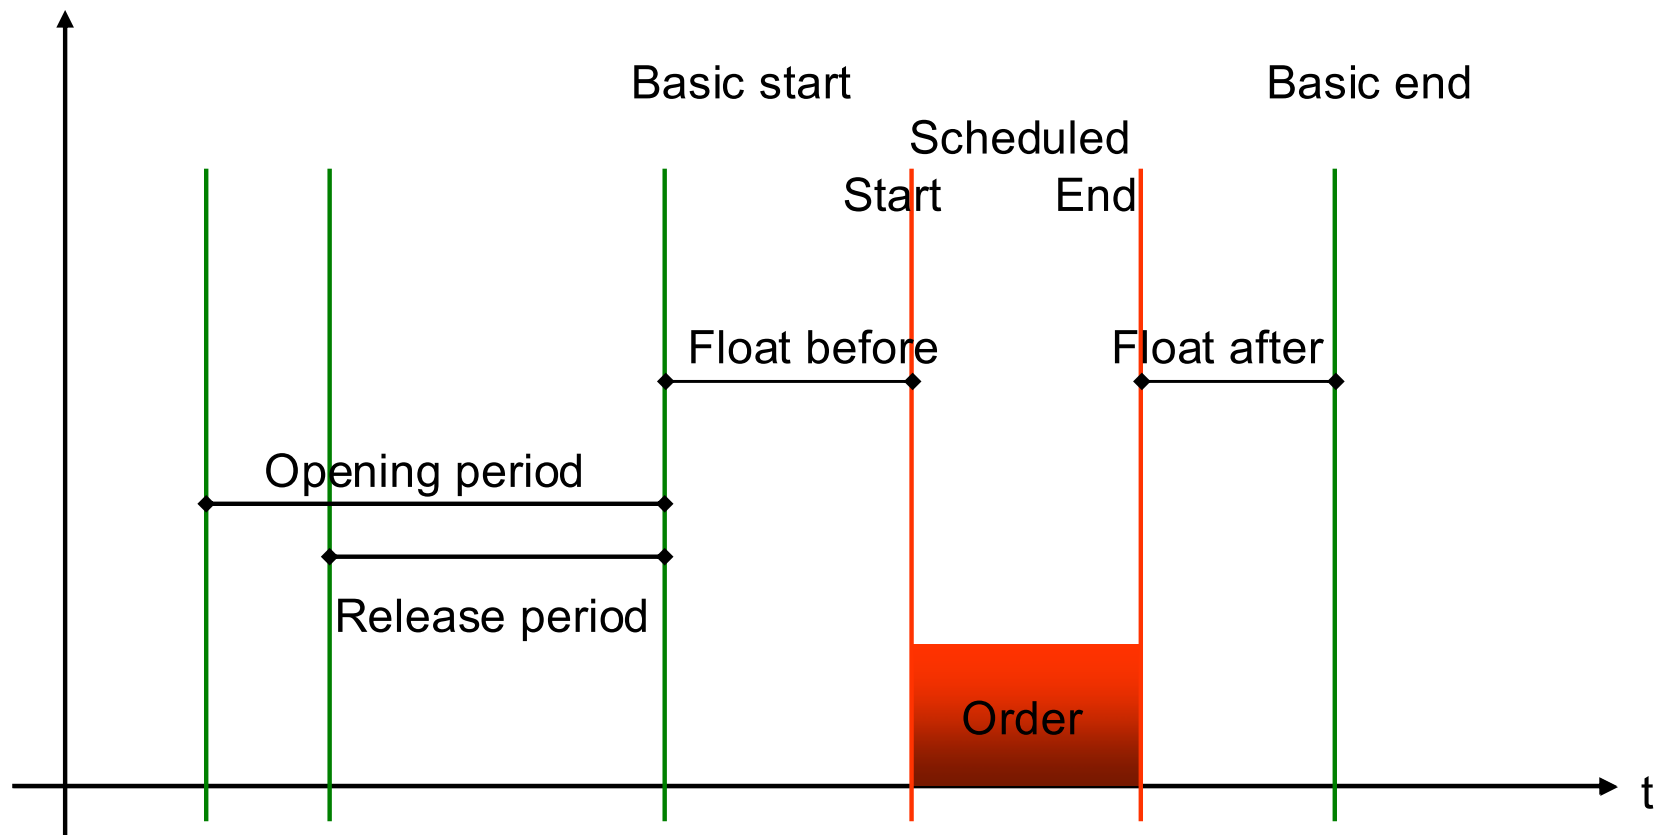 Basic start
Basic end
Scheduled
Start
End
Float before
Float after
Opening period
Release period
Order
t